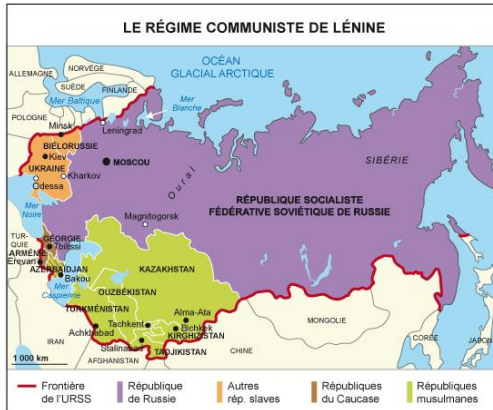 LE RÉGIME COMMUNISTE DE LÉNINE
OCÉAN
GLACIAL ARCTIQUE
ALLEMAGNE
NORVÈGE
SUÈDE
FINLANDE
Mer Baltique
Mer
Blanche
POLOGNE
Leningrad
Minsk
BIÉLORUSSIE
Kiev
MOSCOU
UKRAINE
Kharkov
Odessa
Oural
SIBÉRIE
RÉPUBLIQUE SOCIALISTE
FÉDÉRATIVE SOVIÉTIQUE DE RUSSIE
Mer
Noire
Magnitogorsk
TUR-
QUIE
GÉORGIE
Tbilissi
ARMÉNIE
Erevan
AZERBAÏDJAN
Bakou
KAZAKHSTAN
Mer
Caspienne
OUZBÉKISTAN
TURKMÉNISTAN
Alma-Ata
Tachkent
Bichkek
KIRGHIZISTAN
Achkhabad
Stalinabad
TADJIKISTAN
MONGOLIE
IRAN
AFGHANISTAN
CHINE
CORÉE
JAPON
1 000 km
Frontière
de l'URSS
République
de Russie
Autres
rép. slaves
Républiques
du Caucase
Républiques
musulmanes